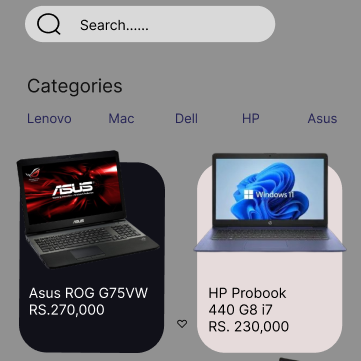 Search......
Categories
Lenovo Mac Dell HP Asus
ASUS
Windows 11
Asus ROG G75VW
RS.270,000
HP Probook
440 G8 i7
RS. 230,000